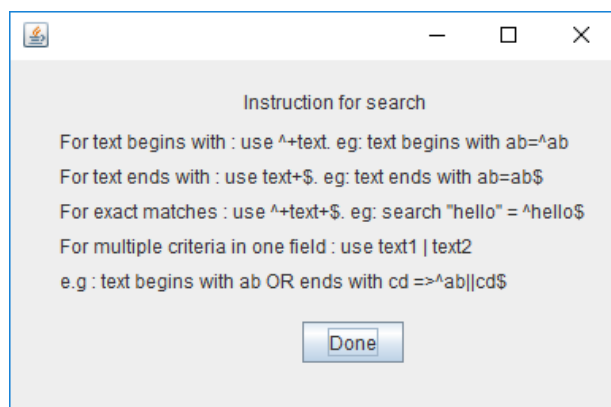 Instruction for search
For text begins with : use ^+text. eg: text begins with ab=^ab
For text ends with : use text+$. eg: text ends with ab=ab$
For exact matches : use ^+text+$. eg: search "hello" = ^hello$
For multiple criteria in one field : use text1 | text2
e.g : text begins with ab OR ends with cd =>^ab||cd$
Done